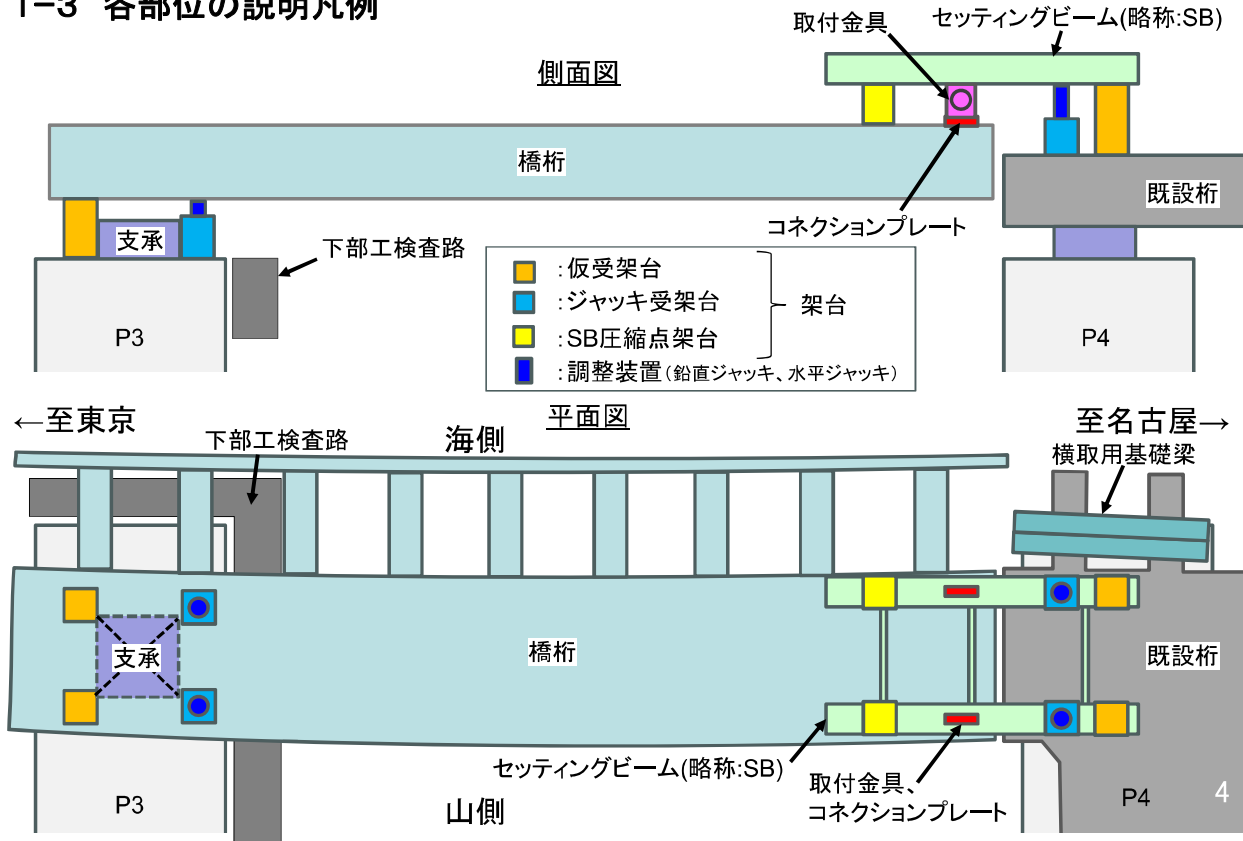 1−3 各部位の説明凡例
取付金具
セッティングビーム(略称:SB)
側面図
橋桁
既設桁
コネクションプレート
支承
下部工検査路
:仮受架台
:ジャッキ受架台
架台
:SB圧縮点架台
:調整装置(鉛直ジャッキ、水平ジャッキ)
P3
P4
平面図
←至東京
至名古屋→
下部工検査路
海側
横取用基礎梁
支承
橋桁
既設桁
セッティングビーム(略称:SB)
取付金具、
コネクションプレート
P3
山側
P4
4